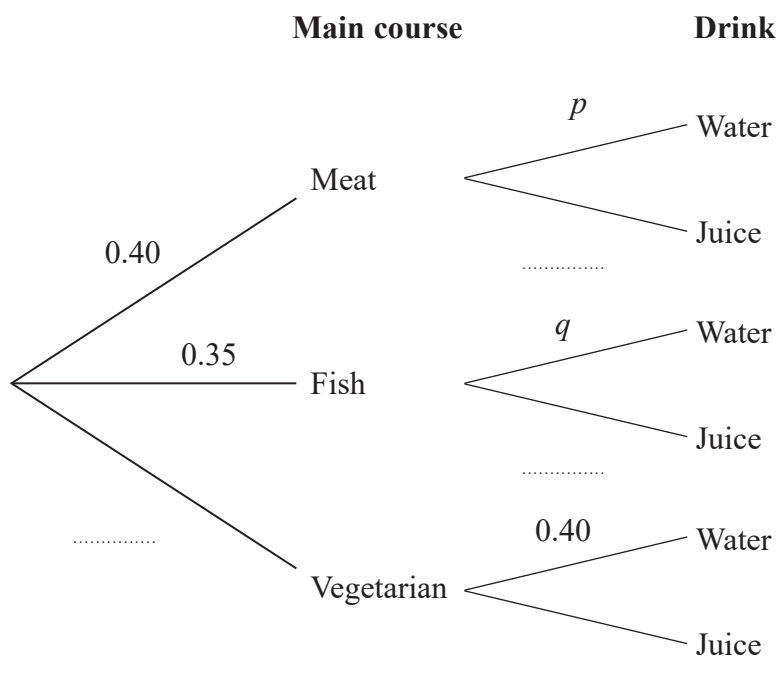 Main course Drink
p
Water
Meat
0.40
Juice
...............
q
0.35
Water
Fish
Juice
...............
0.40
...............
Water
Vegetarian
Juice